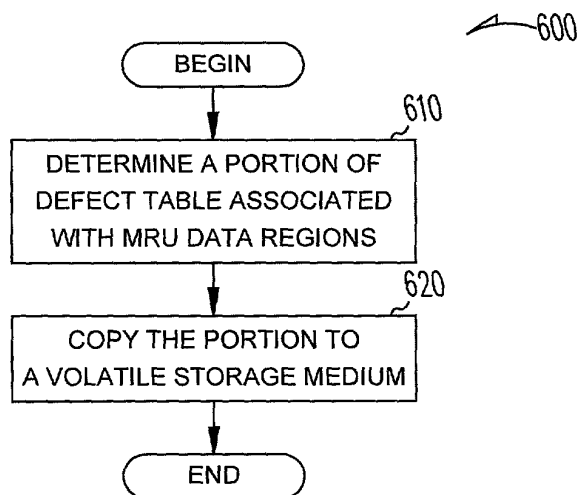 600
BEGIN
610
DETERMINE A PORTION OF
DEFECT TABLE ASSOCIATED
WITH MRU DATA REGIONS
620
COPY THE PORTION TO
A VOLATILE STORAGE MEDIUM
END